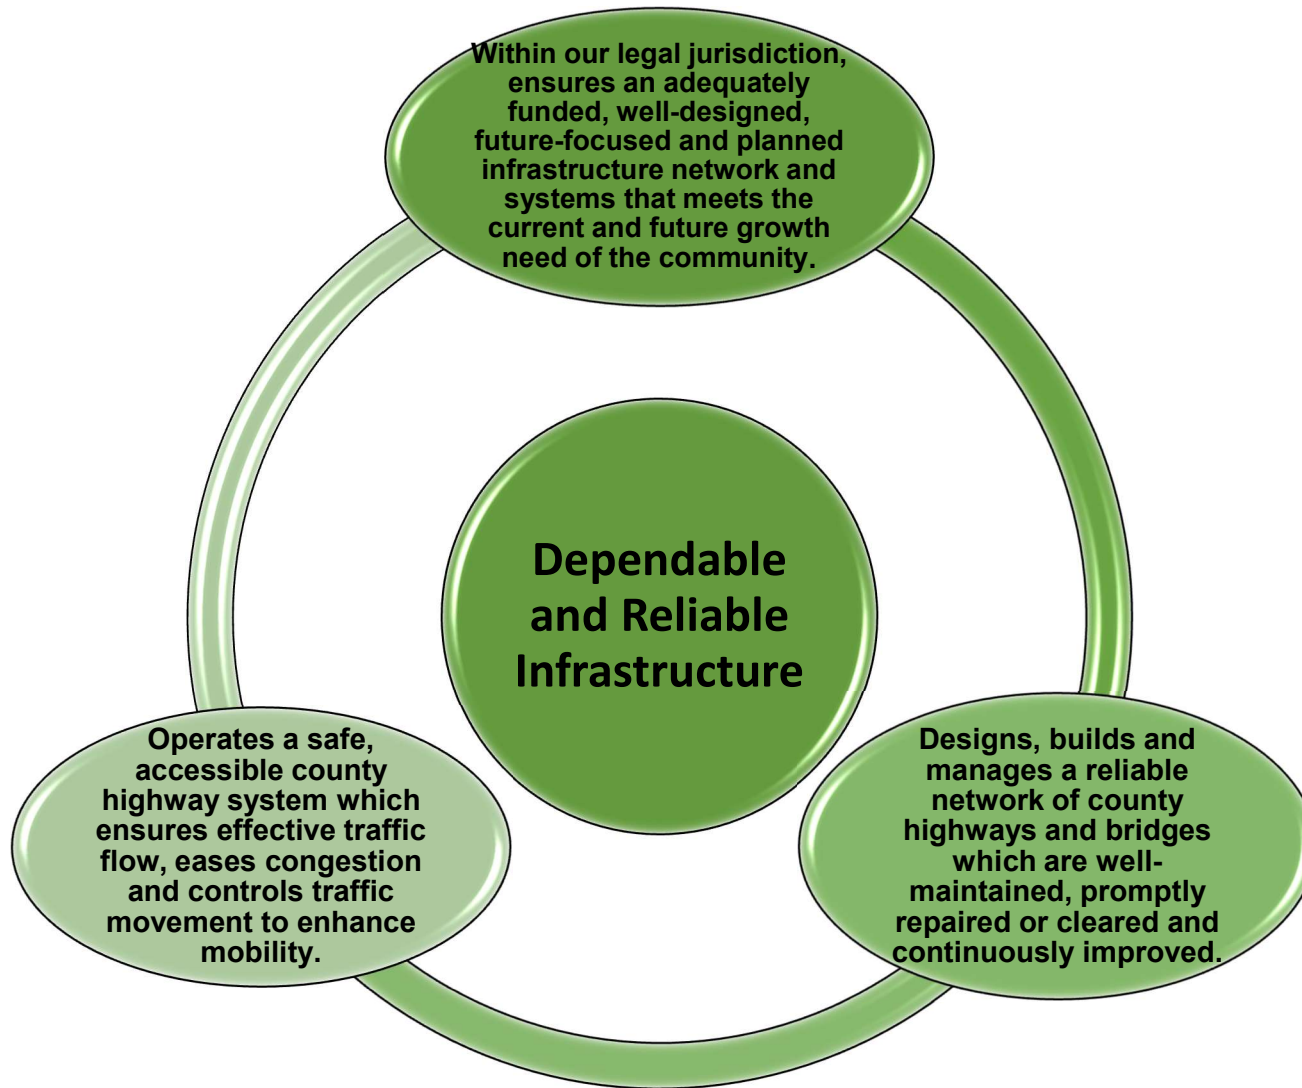 Within our legal jurisdiction,
ensures an adequately
funded, well-designed,
future-focused and planned
infrastructure network and
systems that meets the
current and future growth
need of the community.
Dependable
and Reliable
Infrastructure
Operates a safe,
accessible county
highway system which
ensures effective traffic
flow, eases congestion
and controls traffic
movement to enhance
mobility.
Designs, builds and
manages a reliable
network of county
highways and bridges
which are well-
maintained, promptly
repaired or cleared and
continuously improved.